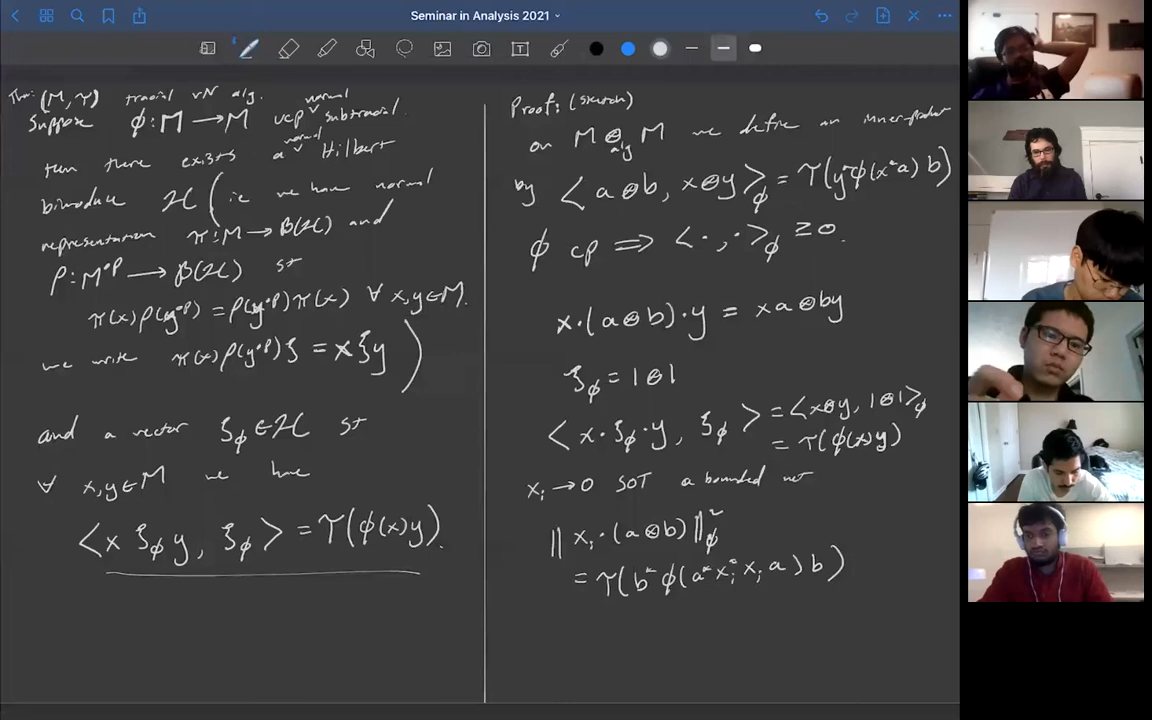 Seminar in Analysis 2021
Thm: (M, τ) tracial vN alg.
normal
Suppose ϕ: M → M ucp ∨ subtracial.
normal
then there exists a ∨ Hilbert
bimodule ℋ (ie we have normal
representation π: M → B(ℋ) and
ρ: M^op → B(ℋ) st
π(x)ρ(y^op) = ρ(y^op)π(x) ∀ x,y ∈ M.
we write π(x)ρ(y^op)ξ = xξy )
and a vector ξ_ϕ ∈ ℋ st
∀ x,y ∈ M we have
⟨x ξ_ϕ y, ξ_ϕ⟩ = τ(ϕ(x)y).
Proof: (sketch)
on M ⊗_alg M we define an inner-product
by ⟨a⊗b, x⊗y⟩_ϕ = τ(y*ϕ(x*a)b)
ϕ cp ⟹ ⟨·,·⟩_ϕ ≥ 0.
x·(a⊗b)·y = xa⊗by
ξ_ϕ = 1⊗1
⟨x·ξ_ϕ·y, ξ_ϕ⟩ = ⟨x⊗y, 1⊗1⟩_ϕ
= τ(ϕ(x)y)
x_i → 0 SOT a bounded net
‖x_i·(a⊗b)‖_ϕ^2
= τ(b*ϕ(a*x_i*x_i a)b)